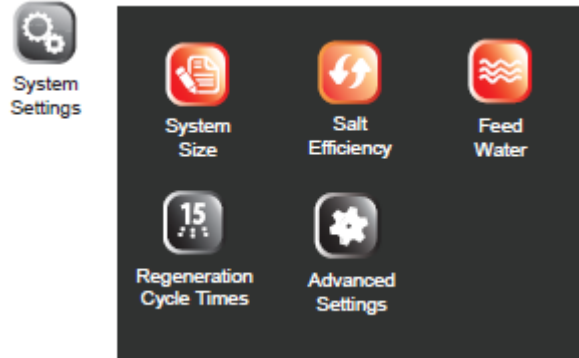 System
Settings
System
Size
Salt
Efficiency
Feed
Water
15
Regeneration
Cycle Times
Advanced
Settings